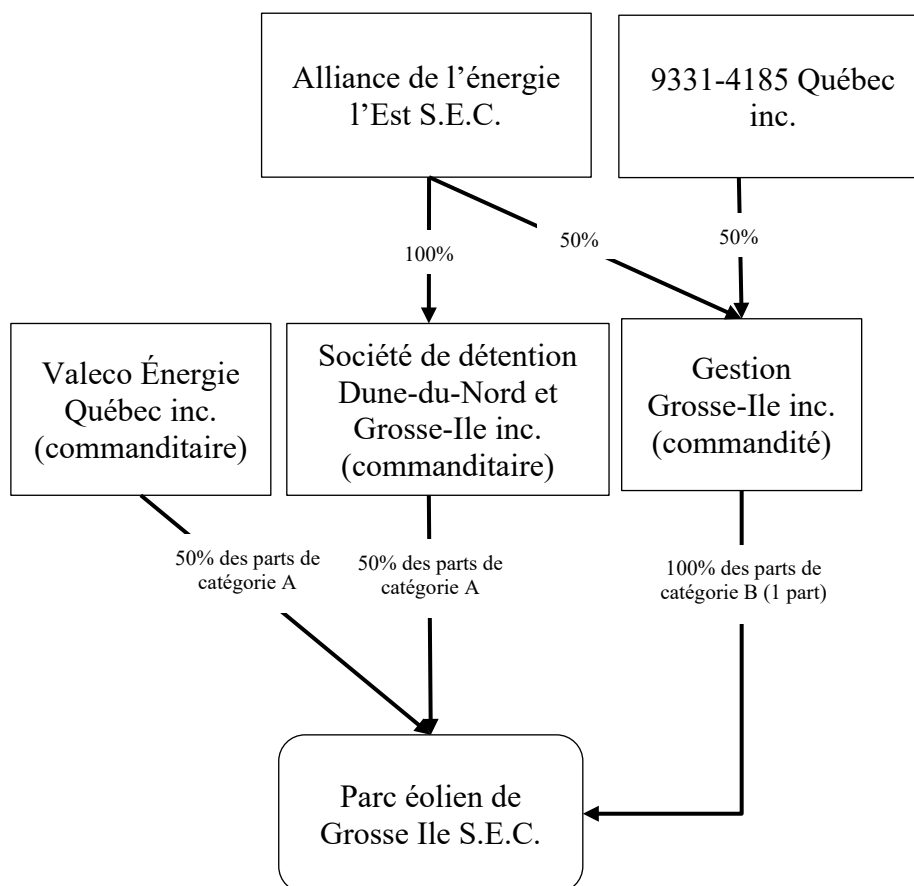 Alliance de l’énergie
l’Est S.E.C.
9331-4185 Québec
inc.
100%
50%
50%
Valeco Énergie
Québec inc.
(commanditaire)
Société de détention
Dune-du-Nord et
Grosse-Ile inc.
(commanditaire)
Gestion
Grosse-Ile inc.
(commandité)
50% des parts de
catégorie A
50% des parts de
catégorie A
100% des parts de
catégorie B (1 part)
Parc éolien de
Grosse Ile S.E.C.